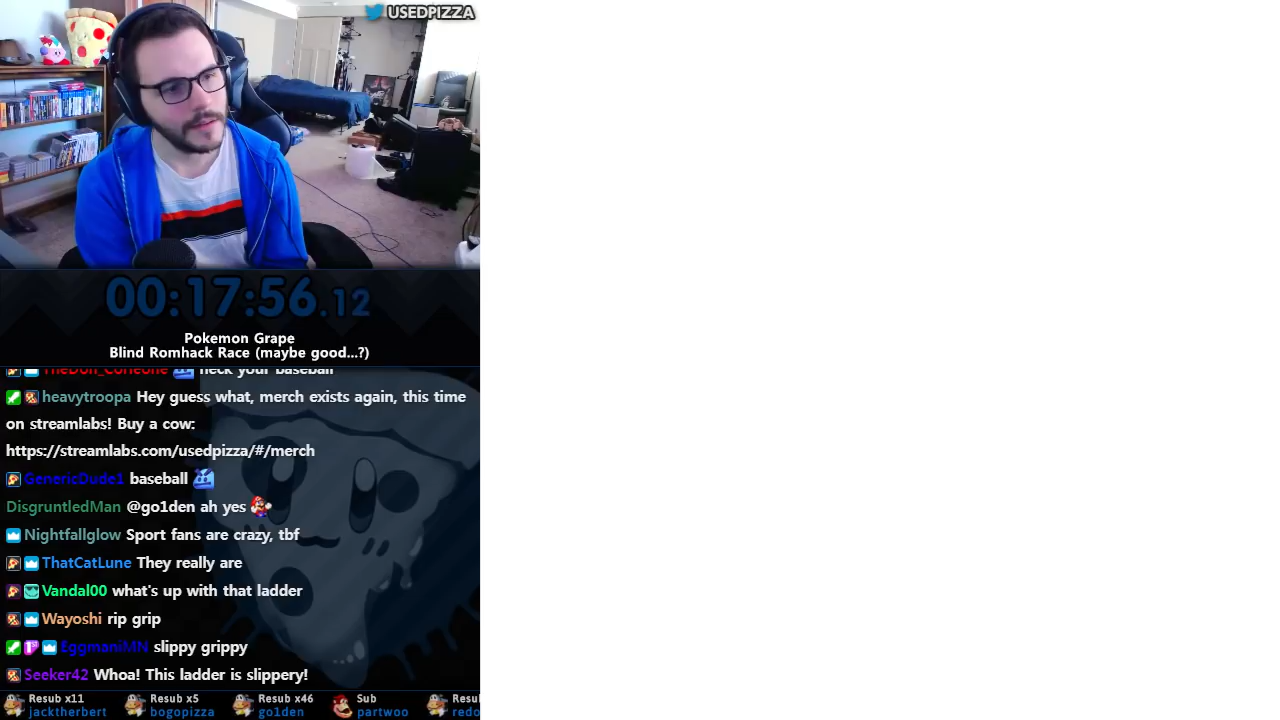 USEDPIZZA
00:17:56.12
Pokemon Grape
Blind Romhack Race (maybe good...?)
TheDon_Corleone heck your baseball
heavytroopa Hey guess what, merch exists again, this time
on streamlabs! Buy a cow:
https://streamlabs.com/usedpizza/#/merch
GenericDude1 baseball
DisgruntledMan @go1den ah yes
Nightfallglow Sport fans are crazy, tbf
ThatCatLune They really are
Vandal00 what's up with that ladder
Wayoshi rip grip
EggmaniMN slippy grippy
Seeker42 Whoa! This ladder is slippery!
Resub x11 Resub x5 Resub x46 Sub Resu
jacktherbert bogopizza go1den partwoo redo